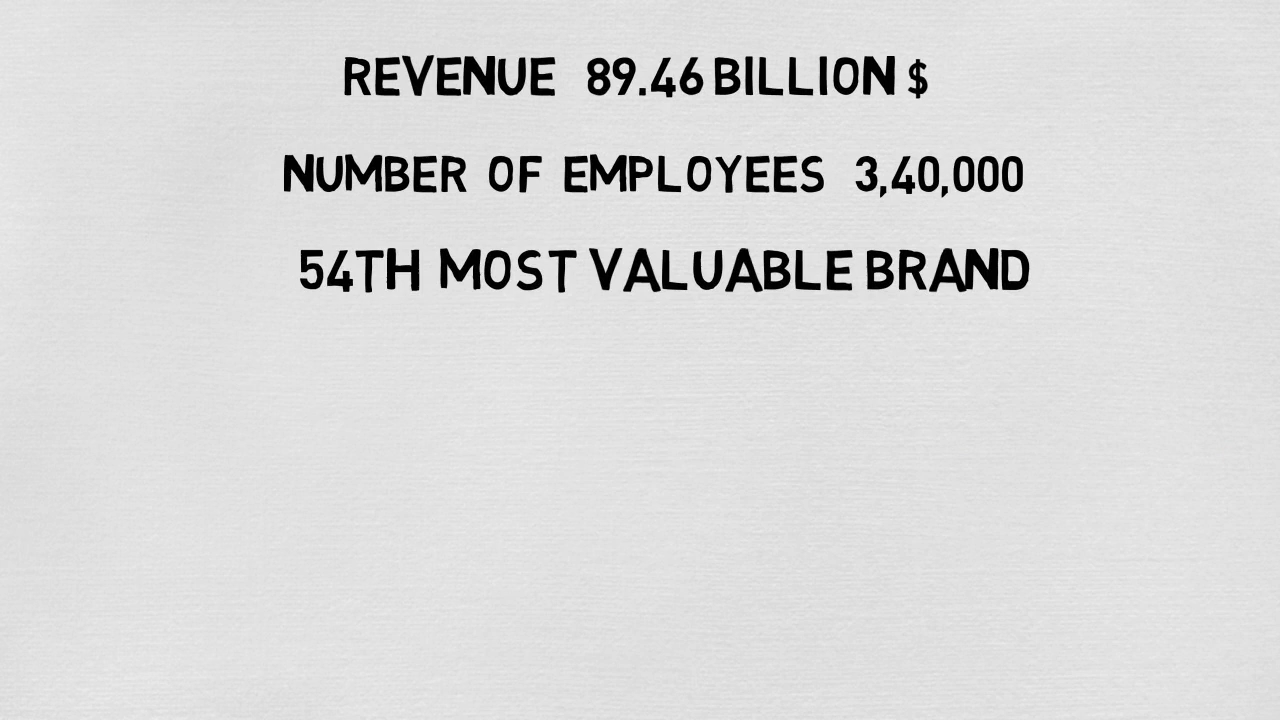 REVENUE 89.46 BILLION $
NUMBER OF EMPLOYEES 3,40,000
54TH MOST VALUABLE BRAND